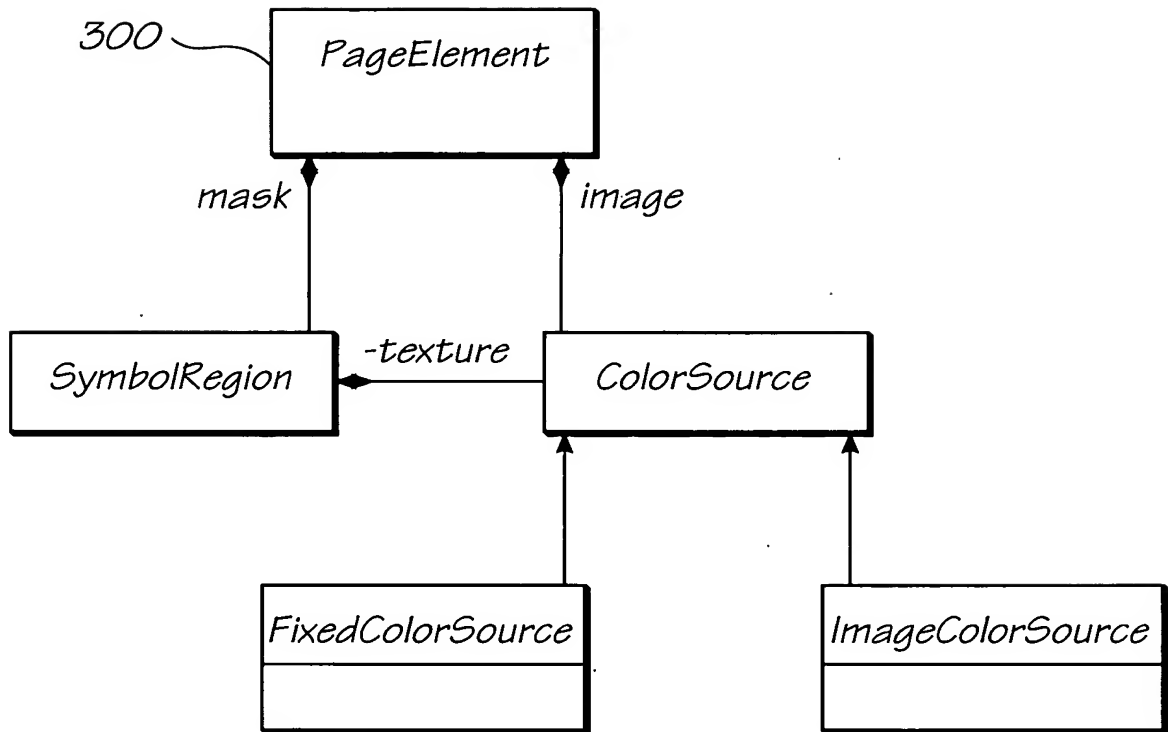 300
PageElement
mask
image
SymbolRegion
-texture
ColorSource
FixedColorSource
ImageColorSource